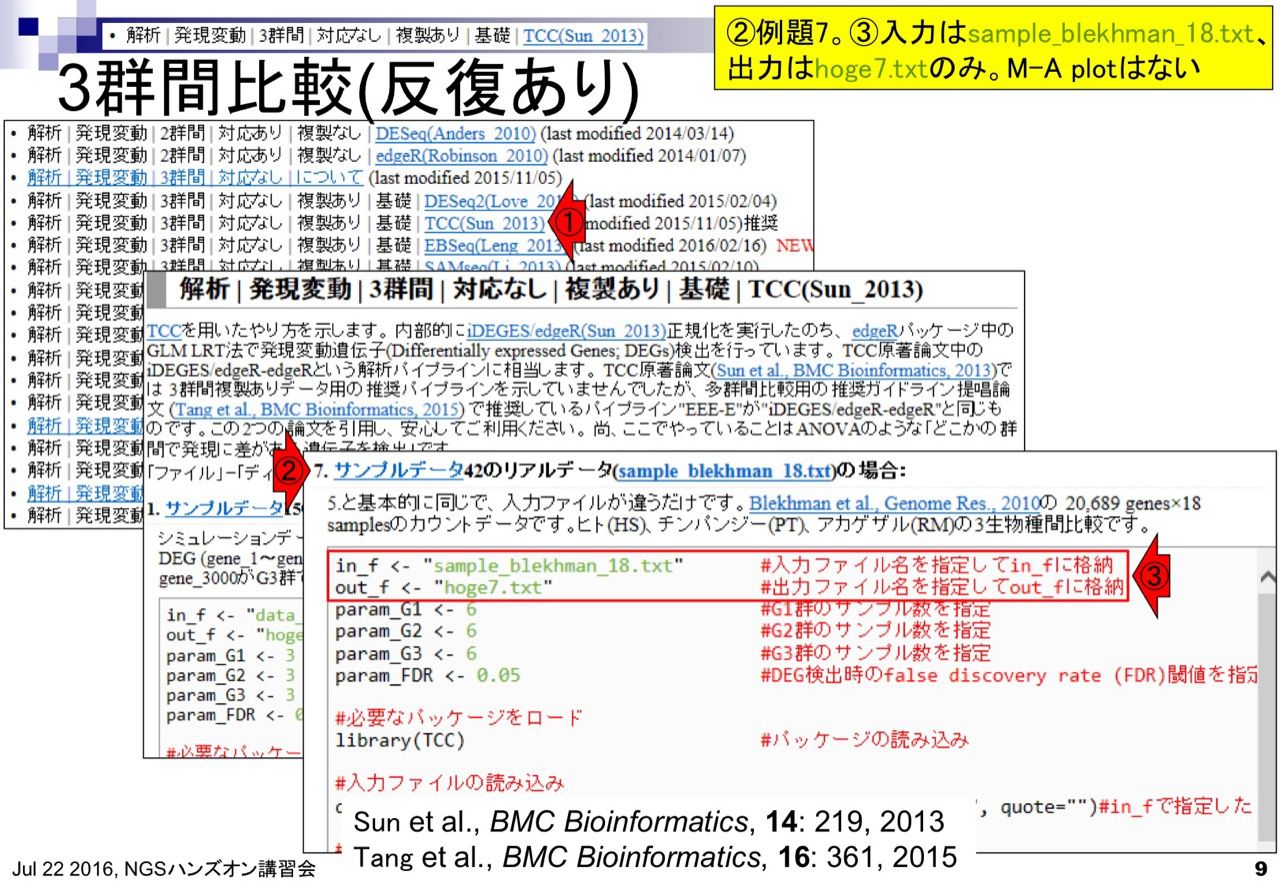 • 解析 | 発現変動 | 3群間 | 対応なし | 複製あり | 基礎 | TCC(Sun_2013)
②例題7。③入力はsample_blekhman_18.txt、
出力はhoge7.txtのみ。M-A plotはない
3群間比較(反復あり)
• 解析 | 発現変動 | 2群間 | 対応あり | 複製なし | DESeq(Anders_2010) (last modified 2014/03/14)
• 解析 | 発現変動 | 2群間 | 対応あり | 複製なし | edgeR(Robinson_2010) (last modified 2014/01/07)
• 解析 | 発現変動 | 3群間 | 対応なし | について (last modified 2015/11/05)
• 解析 | 発現変動 | 3群間 | 対応なし | 複製あり | 基礎 | DESeq2(Love_201 (last modified 2015/02/04)
• 解析 | 発現変動 | 3群間 | 対応なし | 複製あり | 基礎 | TCC(Sun_2013) ① modified 2015/11/05)推奨
• 解析 | 発現変動 | 3群間 | 対応なし | 複製あり | 基礎 | EBSeq(Leng_2013 (last modified 2016/02/16) NEW
• 解析 | 発現変動 | 3群間 | 対応なし | 複製あり | 基礎 | SAMseq(Li_2013) (last modified 2015/02/10)
• 解析 | 発現変動
• 解析 | 発現変動
• 解析 | 発現変動
• 解析 | 発現変動
• 解析 | 発現変動
• 解析 | 発現変動
• 解析 | 発現変動
• 解析 | 発現変動
• 解析 | 発現変動
• 解析 | 発現変動
• 解析 | 発現変動
解析 | 発現変動 | 3群間 | 対応なし | 複製あり | 基礎 | TCC(Sun_2013)
TCCを用いたやり方を示します。内部的にiDEGES/edgeR(Sun_2013)正規化を実行したのち、edgeRパッケージ中の
GLM LRT法で発現変動遺伝子(Differentially expressed Genes; DEGs)検出を行っています。TCC原著論文中の
iDEGES/edgeR-edgeRという解析パイプラインに相当します。TCC原著論文(Sun et al., BMC Bioinformatics, 2013)で
は3群間複製ありデータ用の推奨パイプラインを示していませんでしたが、多群間比較用の推奨ガイドライン提唱論
文 (Tang et al., BMC Bioinformatics, 2015) で推奨しているパイプライン"EEE-E"が"iDEGES/edgeR-edgeR"と同じも
のです。この2つの論文を引用し、安心してご利用ください。尚、ここでやっていることはANOVAのような「どこかの群
間で発現に差がある遺伝子を検出」です
「ファイル」−「ディ
②
1. サンプルデータ15
シミュレーションデー
DEG (gene_1～gen
gene_3000がG3群で
in_f <- "data_
out_f <- "hoge
param_G1 <- 3
param_G2 <- 3
param_G3 <- 3
param_FDR <- 0
#必要なパッケー
7. サンプルデータ42のリアルデータ(sample_blekhman_18.txt)の場合:
5.と基本的に同じで、入力ファイルが違うだけです。Blekhman et al., Genome Res., 2010の 20,689 genes×18
samplesのカウントデータです。ヒト(HS)、チンパンジー(PT)、アカゲザル(RM)の3生物種間比較です。
in_f <- "sample_blekhman_18.txt" #入力ファイル名を指定してin_fに格納
out_f <- "hoge7.txt" #出力ファイル名を指定してout_fに格納
③
param_G1 <- 6 #G1群のサンプル数を指定
param_G2 <- 6 #G2群のサンプル数を指定
param_G3 <- 6 #G3群のサンプル数を指定
param_FDR <- 0.05 #DEG検出時のfalse discovery rate (FDR)閾値を指定
#必要なパッケージをロード
library(TCC) #パッケージの読み込み
#入力ファイルの読み込み
", quote="")#in_fで指定した
Sun et al., BMC Bioinformatics, 14: 219, 2013
Tang et al., BMC Bioinformatics, 16: 361, 2015
Jul 22 2016, NGSハンズオン講習会
9